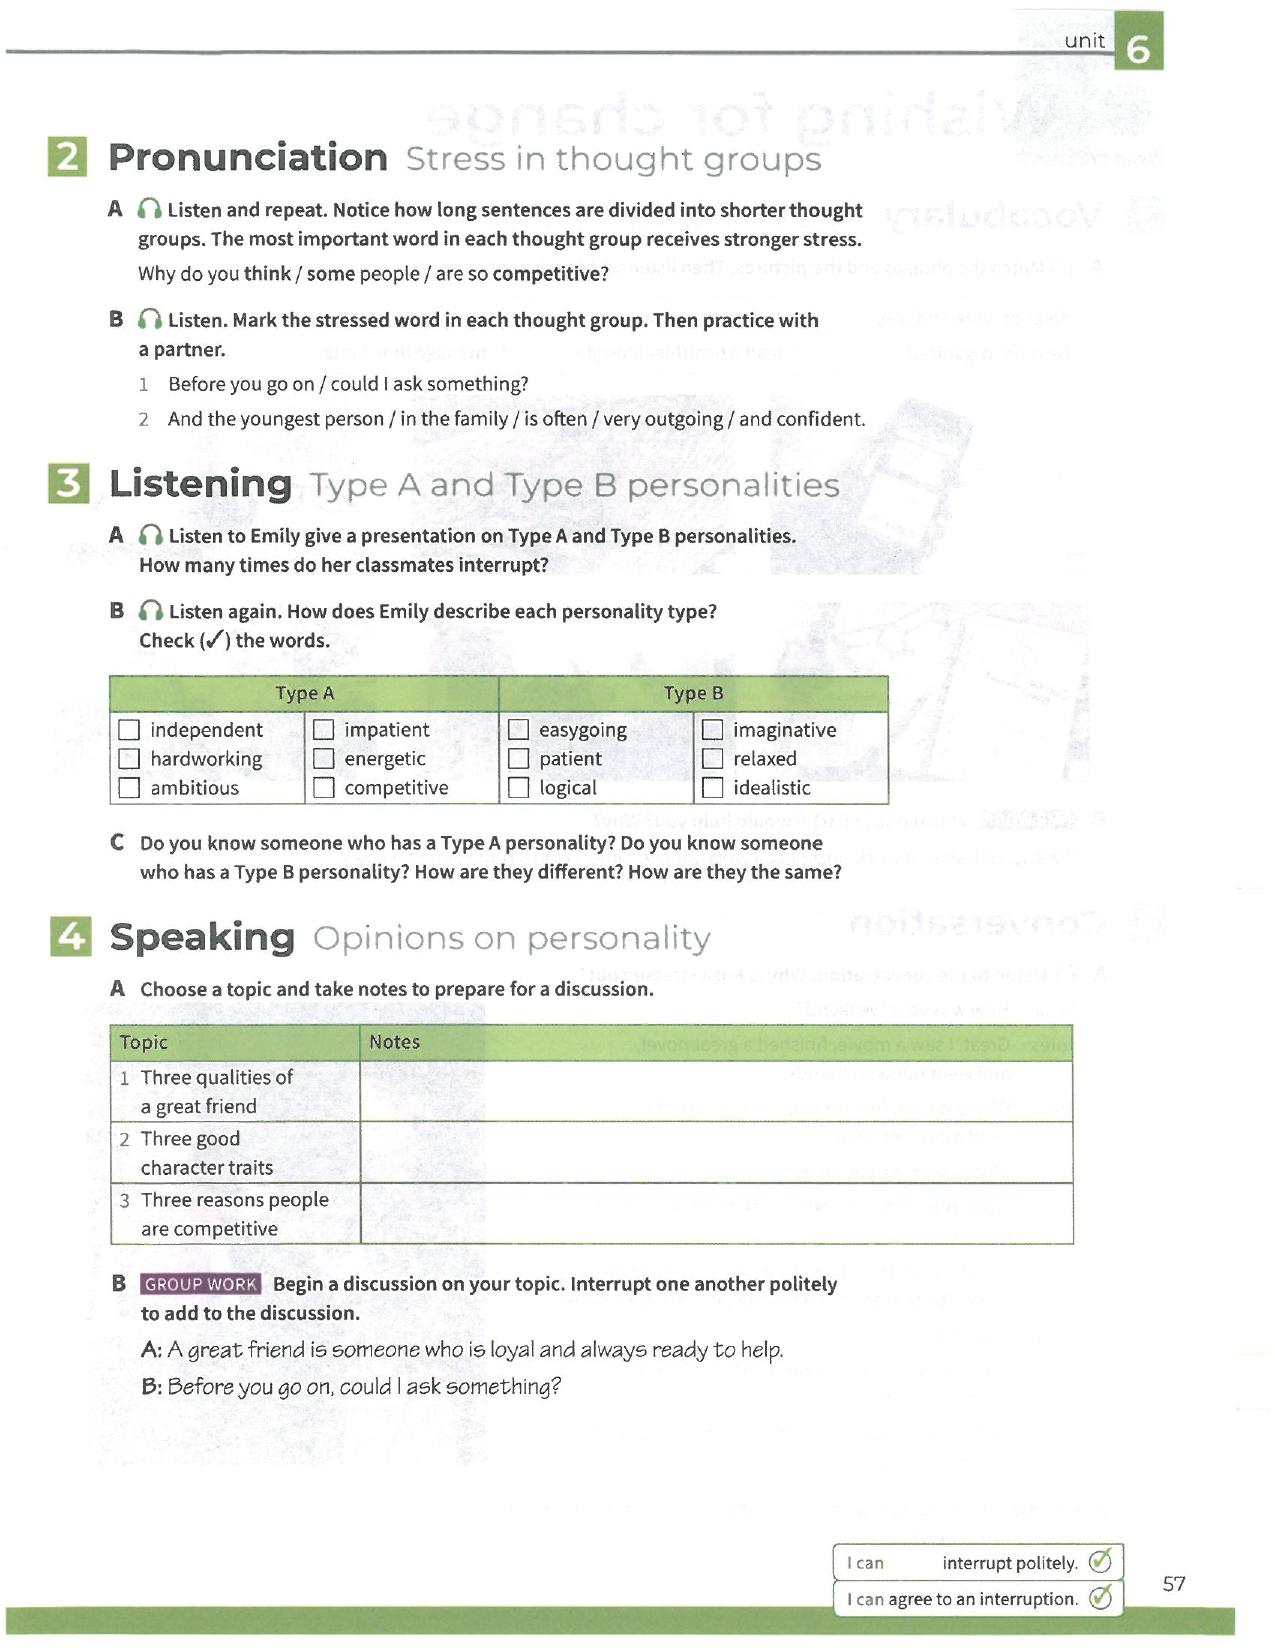 unit 6
2 Pronunciation Stress in thought groups
A Listen and repeat. Notice how long sentences are divided into shorter thought
groups. The most important word in each thought group receives stronger stress.
Why do you think / some people / are so competitive?
B Listen. Mark the stressed word in each thought group. Then practice with
a partner.
1 Before you go on / could I ask something?
2 And the youngest person / in the family / is often / very outgoing / and confident.
3 Listening Type A and Type B personalities
A Listen to Emily give a presentation on Type A and Type B personalities.
How many times do her classmates interrupt?
B Listen again. How does Emily describe each personality type?
Check (✓) the words.
Type A Type B
☐ independent ☐ impatient ☐ easygoing ☐ imaginative
☐ hardworking ☐ energetic ☐ patient ☐ relaxed
☐ ambitious ☐ competitive ☐ logical ☐ idealistic
C Do you know someone who has a Type A personality? Do you know someone
who has a Type B personality? How are they different? How are they the same?
4 Speaking Opinions on personality
A Choose a topic and take notes to prepare for a discussion.
Topic Notes
1 Three qualities of
a great friend
2 Three good
character traits
3 Three reasons people
are competitive
B GROUP WORK Begin a discussion on your topic. Interrupt one another politely
to add to the discussion.
A: A great friend is someone who is loyal and always ready to help.
B: Before you go on, could I ask something?
I can interrupt politely.
I can agree to an interruption.
57